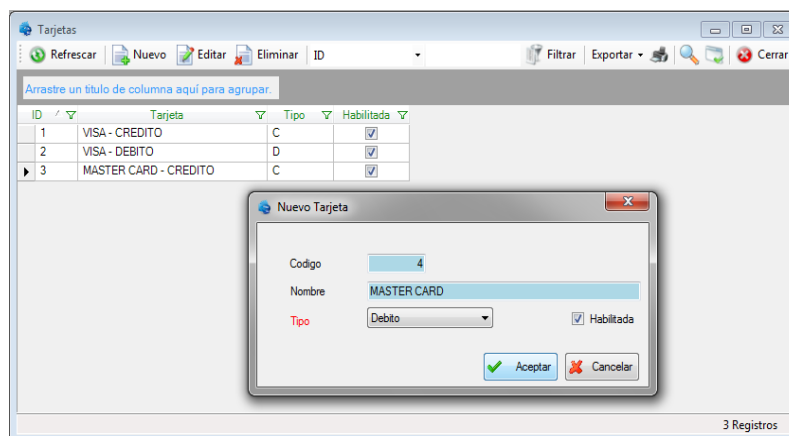 Tarjetas
Refrescar Nuevo Editar Eliminar ID Filtrar Exportar Cerrar
Arrastre un titulo de columna aquí para agrupar.
ID Tarjeta Tipo Habilitada
1 VISA - CREDITO C
2 VISA - DEBITO D
3 MASTER CARD - CREDITO C
Nuevo Tarjeta
Codigo 4
Nombre MASTER CARD
Tipo Debito Habilitada
Aceptar Cancelar
3 Registros